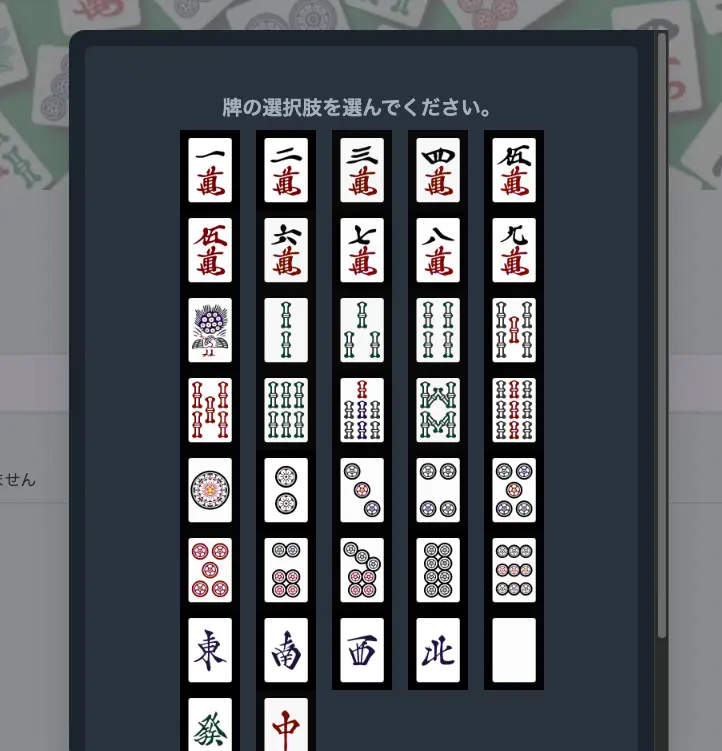 牌の選択肢を選んでください。
一萬 二萬 三萬 四萬 伍萬
伍萬 六萬 七萬 八萬 九萬
ません
東 南 西 北
發 中